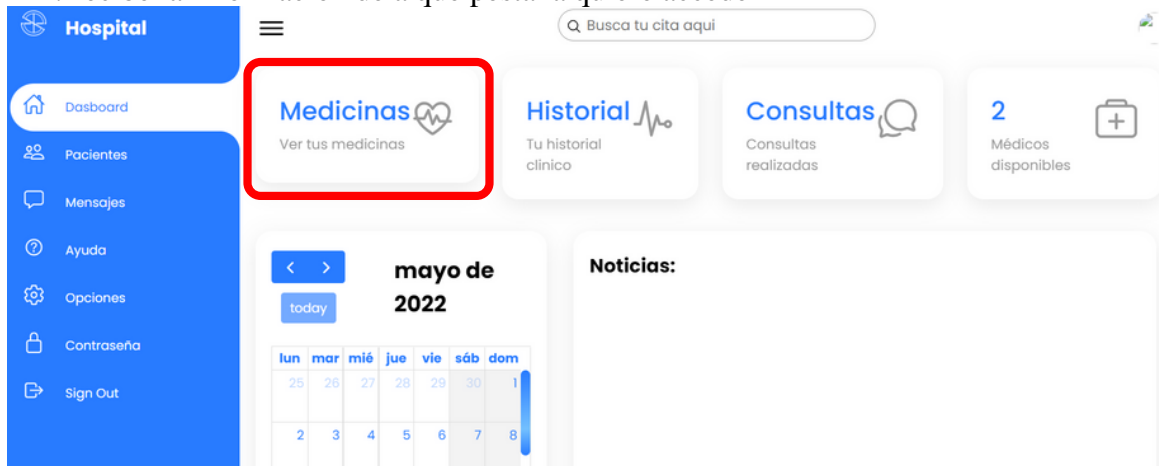 Hospital
Busca tu cita aqui
Dasboard
Pacientes
Mensajes
Ayuda
Opciones
Contraseña
Sign Out
Medicinas
Ver tus medicinas
Historial
Tu historial
clinico
Consultas
Consultas
realizadas
2
Médicos
disponibles
< >
today
mayo de
2022
lun mar mié jue vie sáb dom
25 26 27 28 29 30 1
2 3 4 5 6 7 8
Noticias: